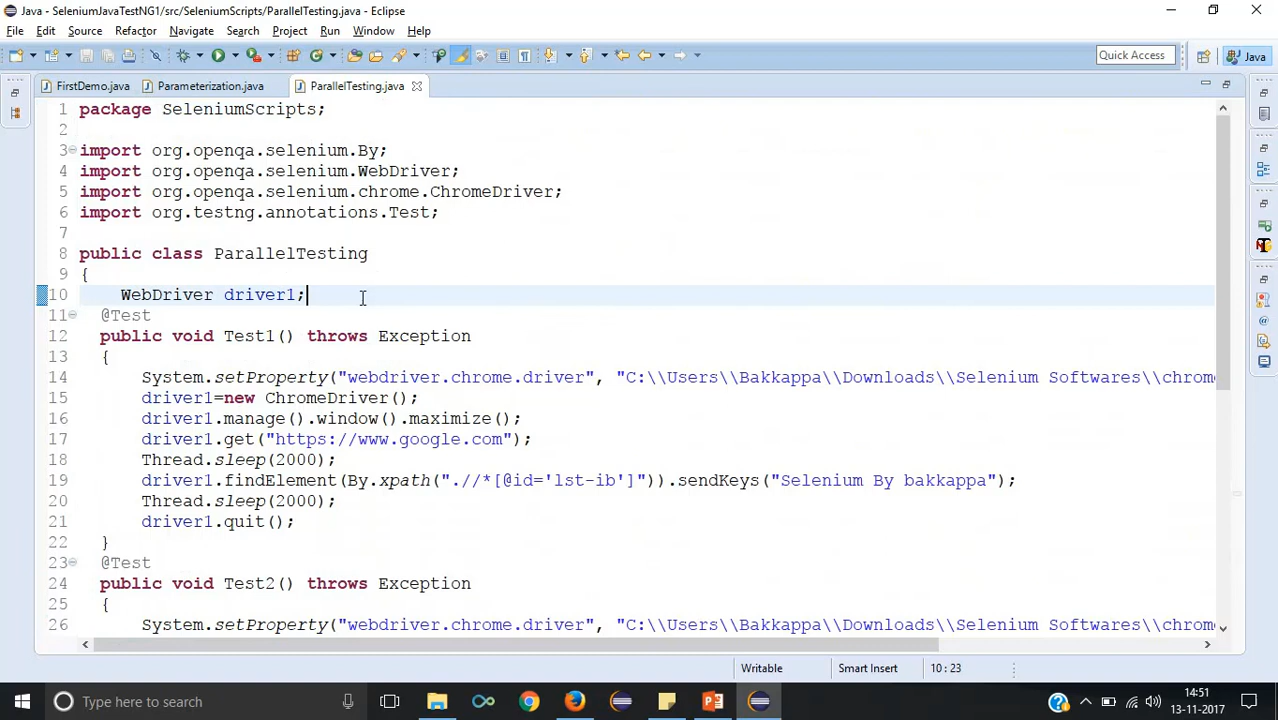 Java - SeleniumJavaTestNG1/src/SeleniumScripts/ParallelTesting.java - Eclipse
File Edit Source Refactor Navigate Search Project Run Window Help
Quick Access
Java
FirstDemo.java Parameterization.java ParallelTesting.java
1 package SeleniumScripts;
2
3 import org.openqa.selenium.By;
4 import org.openqa.selenium.WebDriver;
5 import org.openqa.selenium.chrome.ChromeDriver;
6 import org.testng.annotations.Test;
7
8 public class ParallelTesting
9 {
10 WebDriver driver1;
11 @Test
12 public void Test1() throws Exception
13 {
14 System.setProperty("webdriver.chrome.driver", "C:\\Users\\Bakkappa\\Downloads\\Selenium Softwares\\chrom
15 driver1=new ChromeDriver();
16 driver1.manage().window().maximize();
17 driver1.get("https://www.google.com");
18 Thread.sleep(2000);
19 driver1.findElement(By.xpath(".//*[@id='lst-ib']")).sendKeys("Selenium By bakkappa");
20 Thread.sleep(2000);
21 driver1.quit();
22 }
23 @Test
24 public void Test2() throws Exception
25 {
26 System.setProperty("webdriver.chrome.driver", "C:\\Users\\Bakkappa\\Downloads\\Selenium Softwares\\chrom
Writable Smart Insert 10 : 23
Type here to search
14:51
13-11-2017